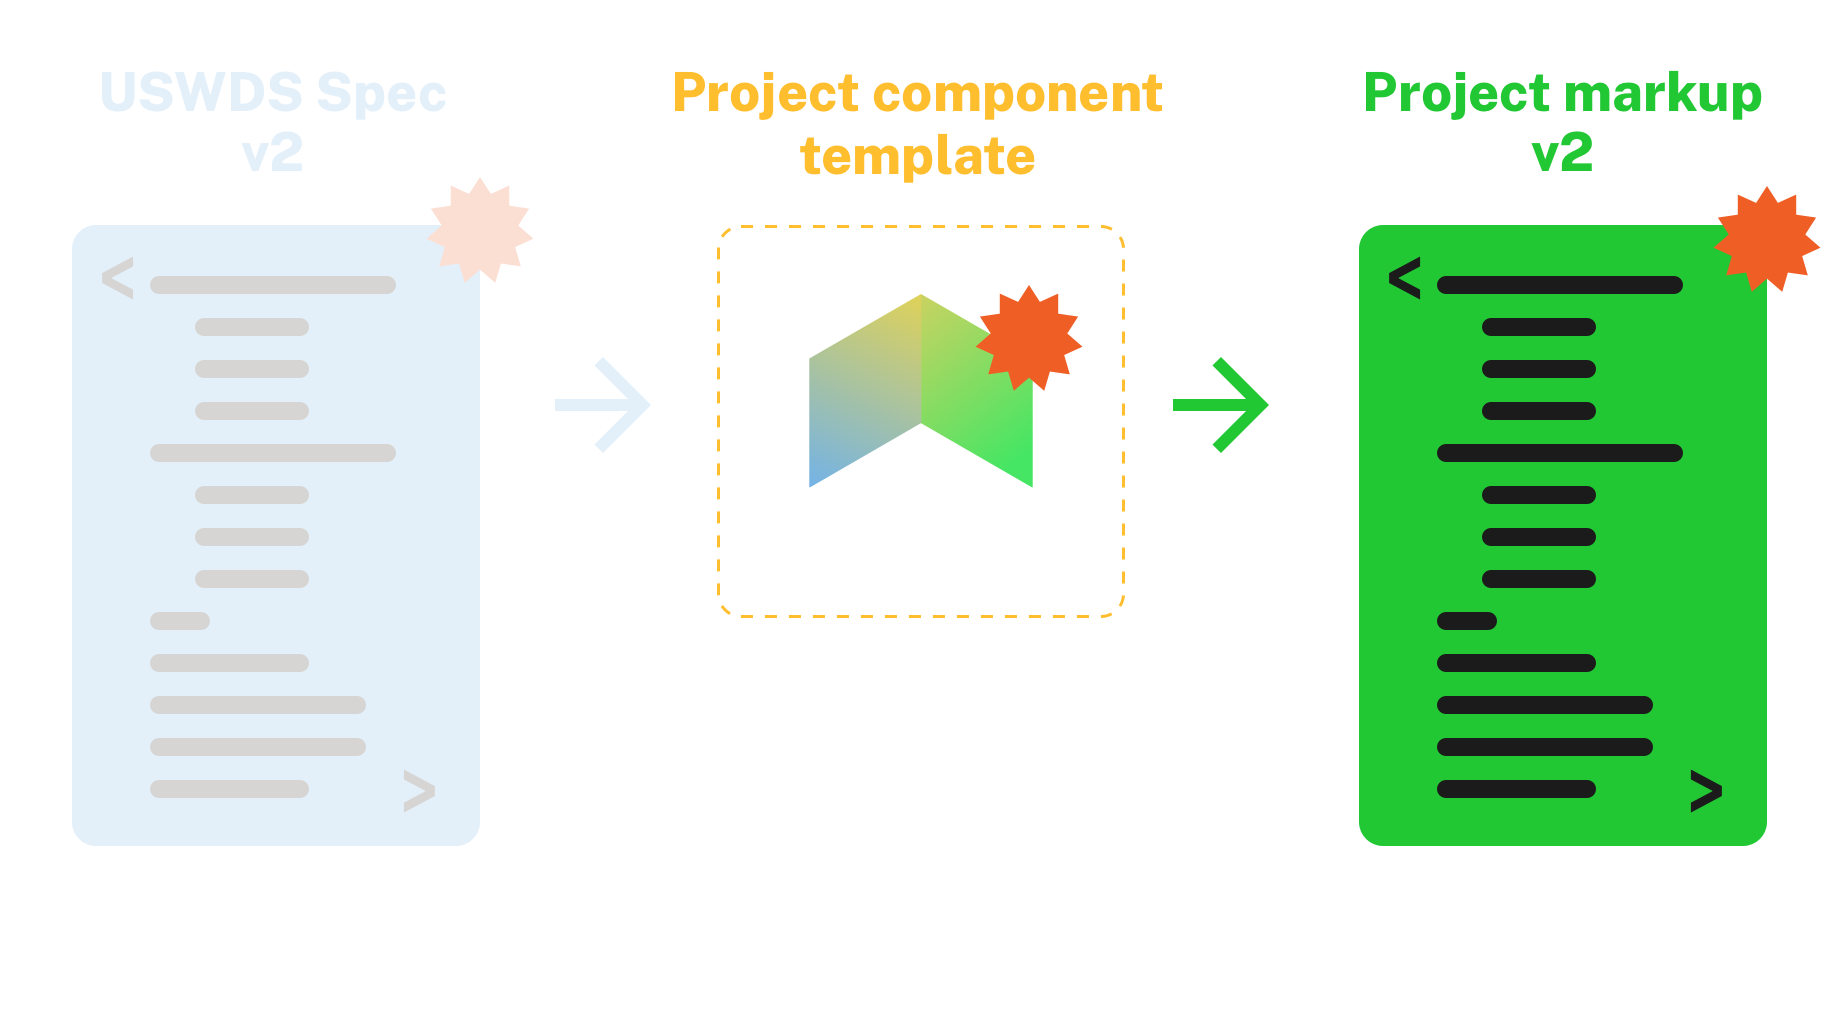 USWDS Spec
v2
Project component
template
Project markup
v2
<
>
<
>